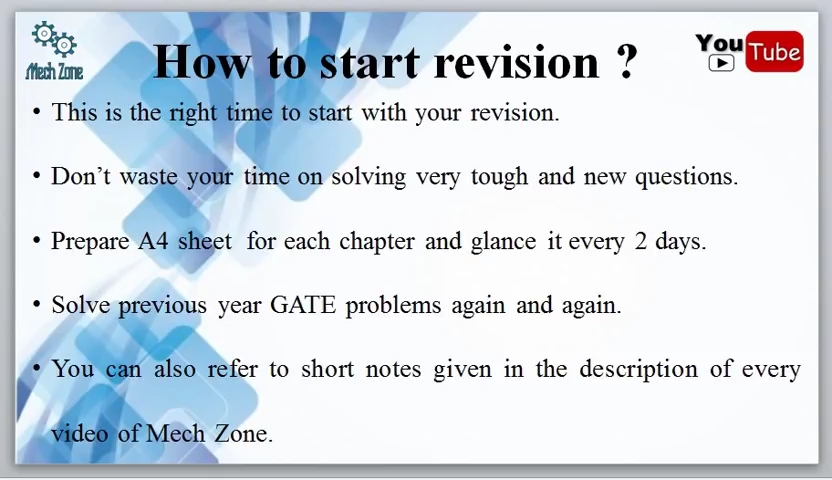 Mech Zone
How to start revision ?
YouTube
• This is the right time to start with your revision.
• Don't waste your time on solving very tough and new questions.
• Prepare A4 sheet for each chapter and glance it every 2 days.
• Solve previous year GATE problems again and again.
• You can also refer to short notes given in the description of every
video of Mech Zone.